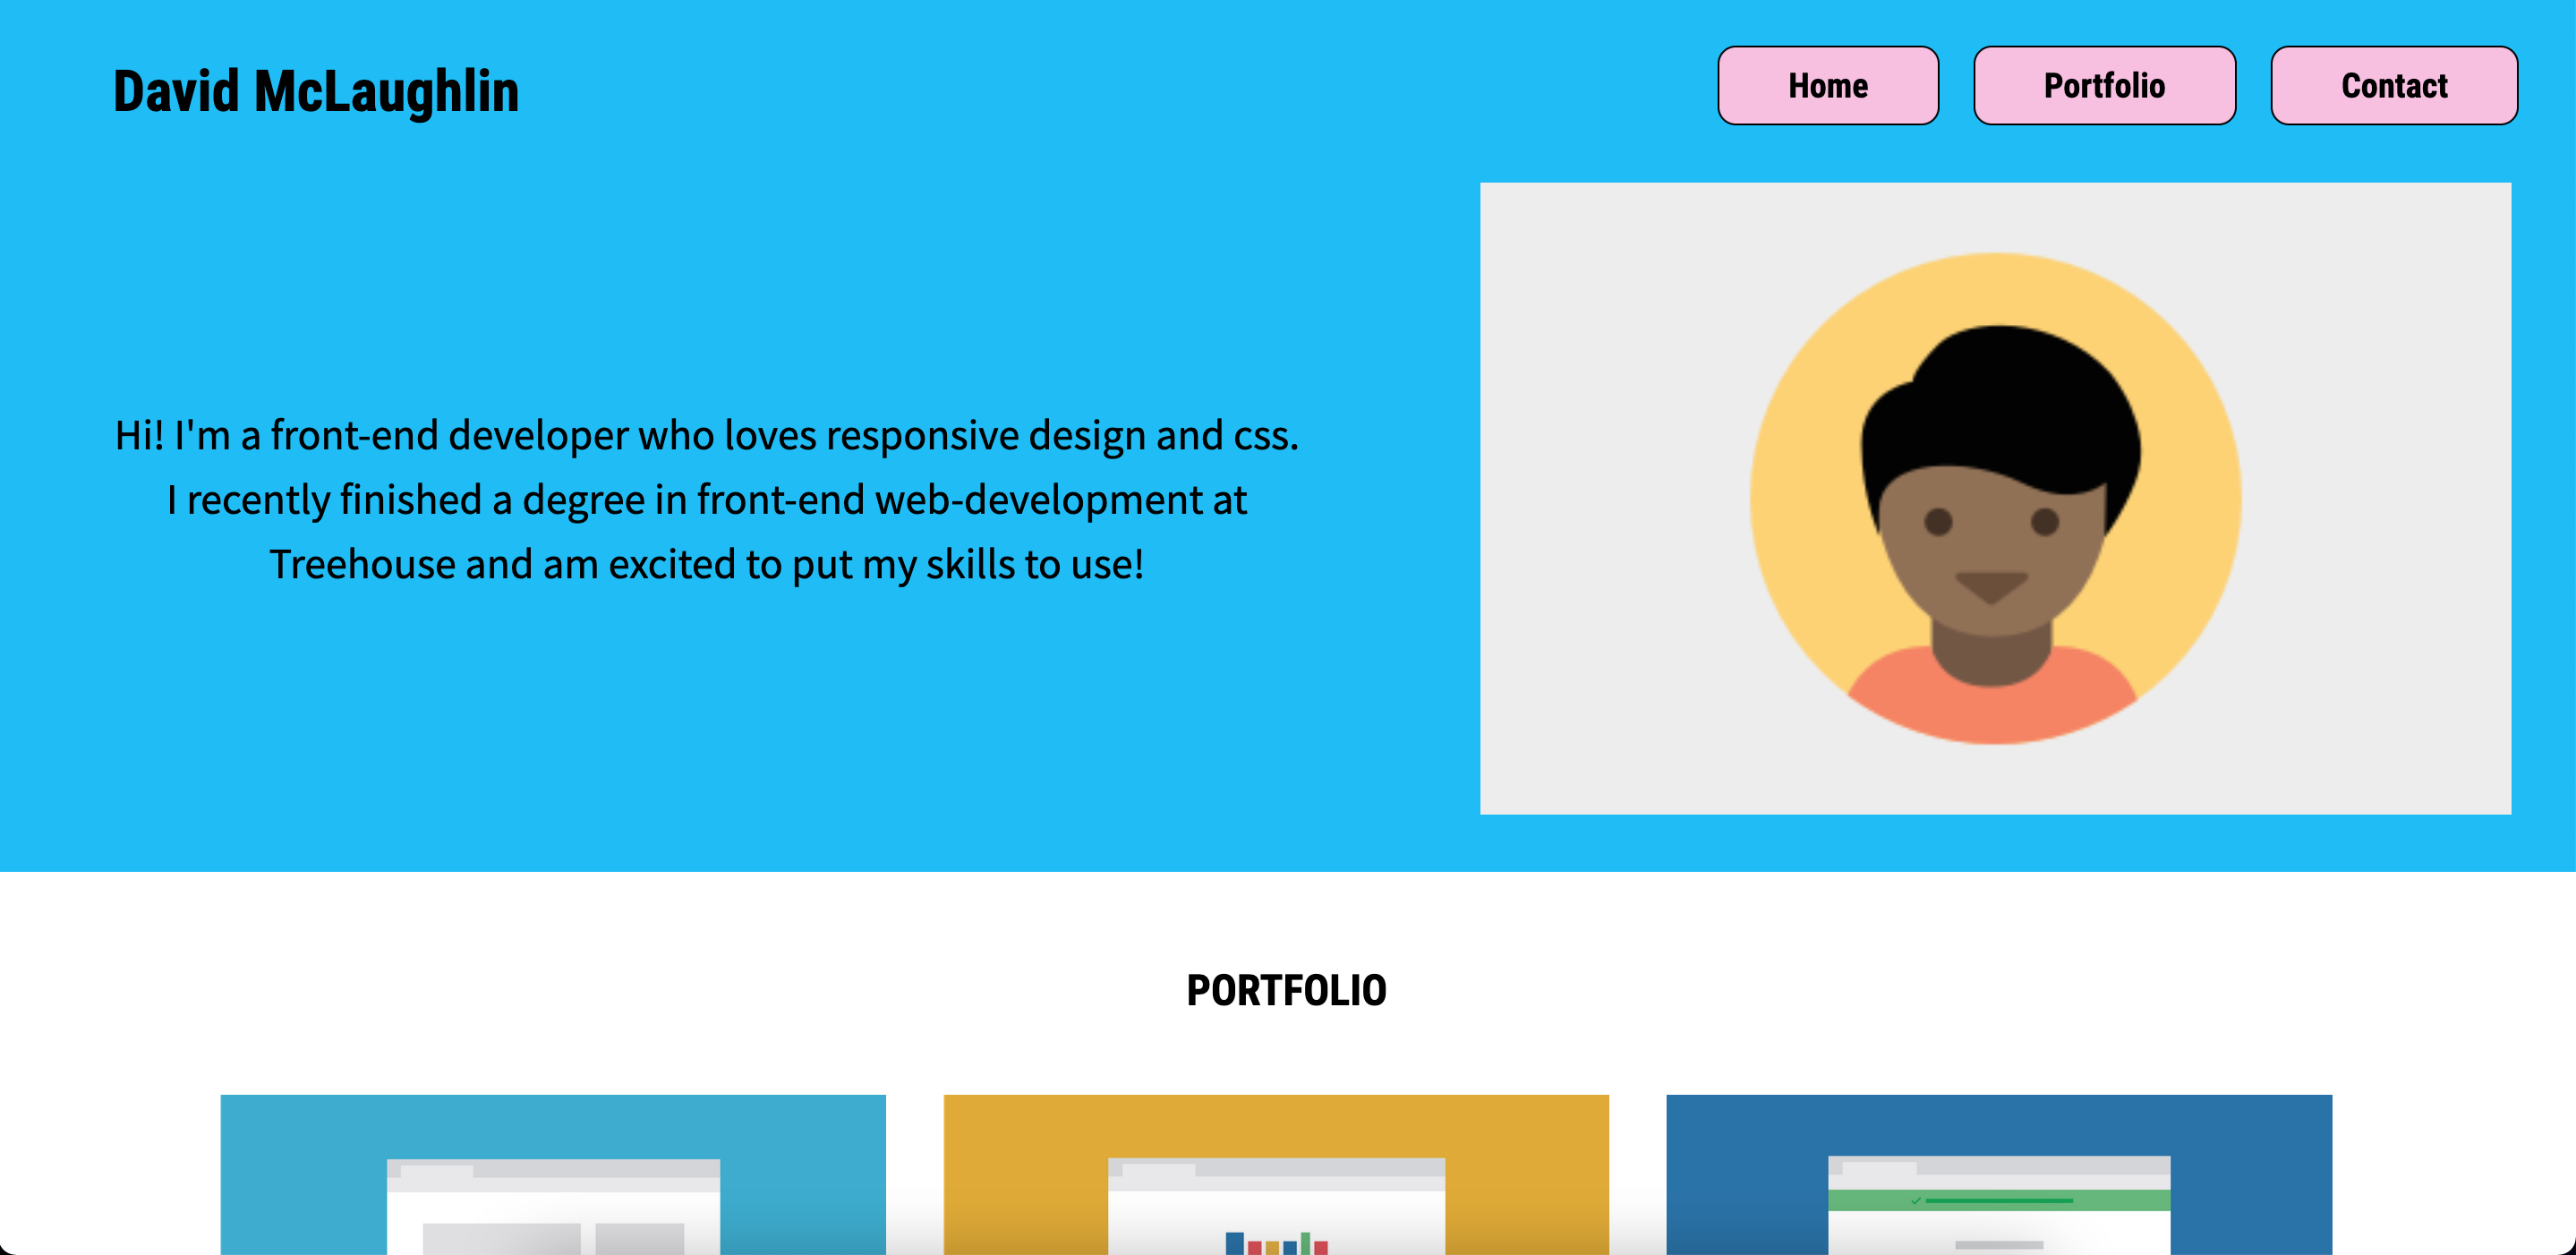 David McLaughlin
Home
Portfolio
Contact
Hi! I'm a front-end developer who loves responsive design and css.
I recently finished a degree in front-end web-development at
Treehouse and am excited to put my skills to use!
PORTFOLIO